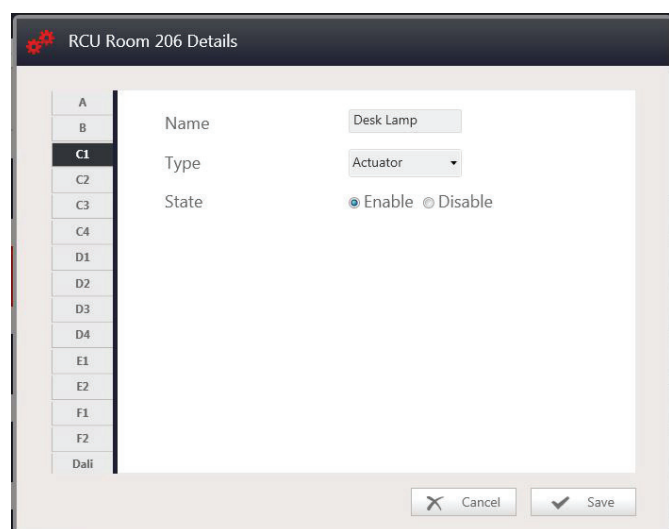 RCU Room 206 Details
A
B
C1
C2
C3
C4
D1
D2
D3
D4
E1
E2
F1
F2
Dali
Name Desk Lamp
Type Actuator
State Enable Disable
Cancel Save